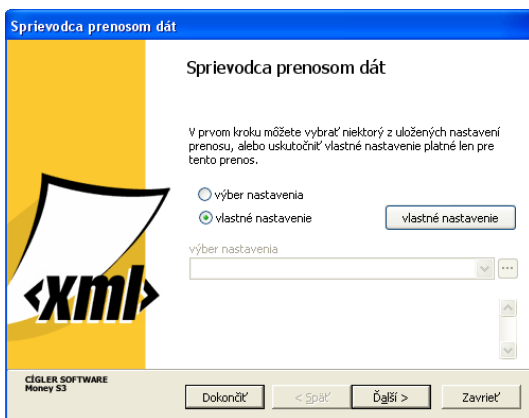 Sprievodca prenosom dát
Sprievodca prenosom dát
V prvom kroku môžete vybrať niektorý z uložených nastavení
prenosu, alebo uskutočniť vlastné nastavenie platné len pre
tento prenos.
výber nastavenia
vlastné nastavenie
vlastné nastavenie
výber nastavenia
...
<xml>
CÍGLER SOFTWARE
Money S3
Dokončiť
< Späť
Ďalší >
Zavrieť